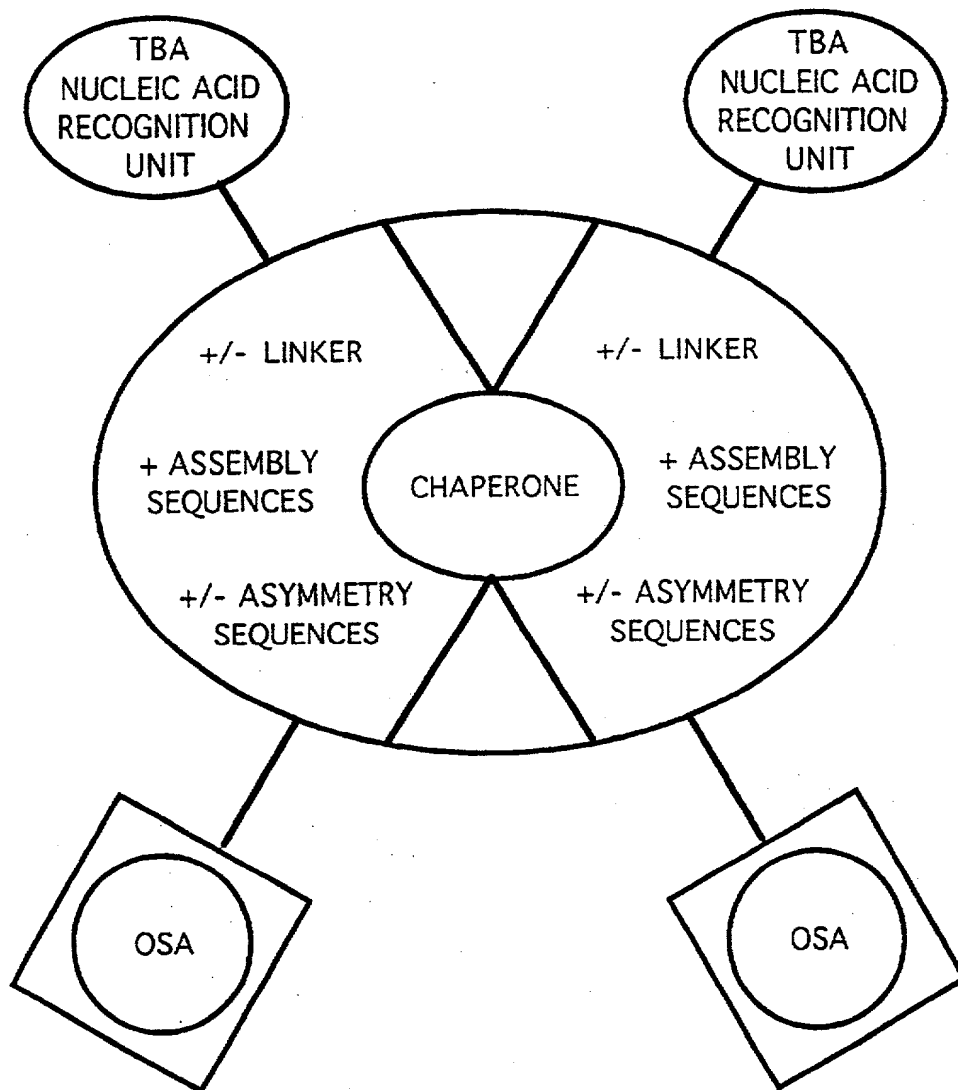 TBA
NUCLEIC ACID
RECOGNITION
UNIT
TBA
NUCLEIC ACID
RECOGNITION
UNIT
+/- LINKER
+/- LINKER
+ ASSEMBLY
SEQUENCES
CHAPERONE
+ ASSEMBLY
SEQUENCES
+/- ASYMMETRY
SEQUENCES
+/- ASYMMETRY
SEQUENCES
OSA
OSA